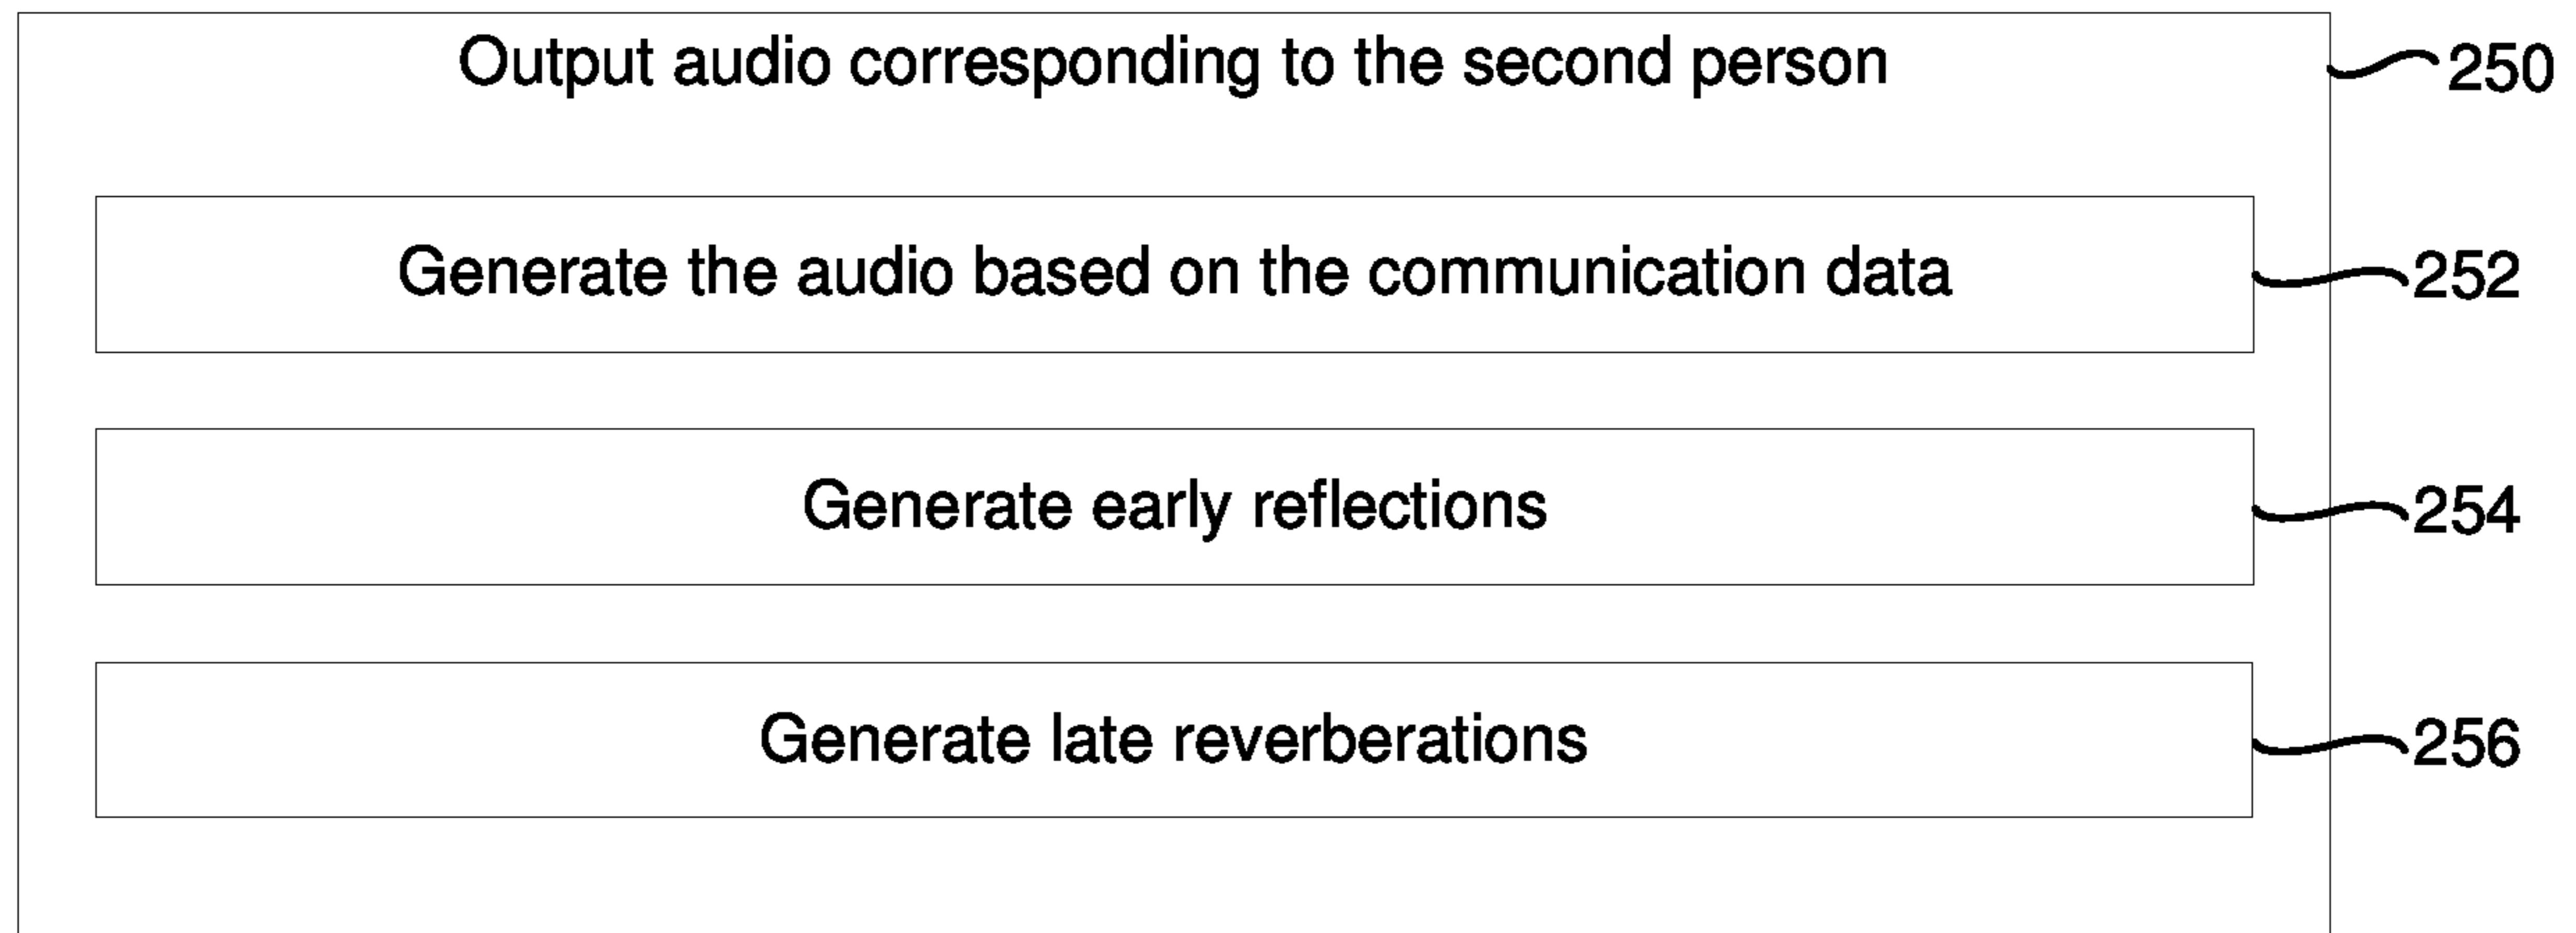 Output audio corresponding to the second person 250
Generate the audio based on the communication data 252
Generate early reflections 254
Generate late reverberations 256